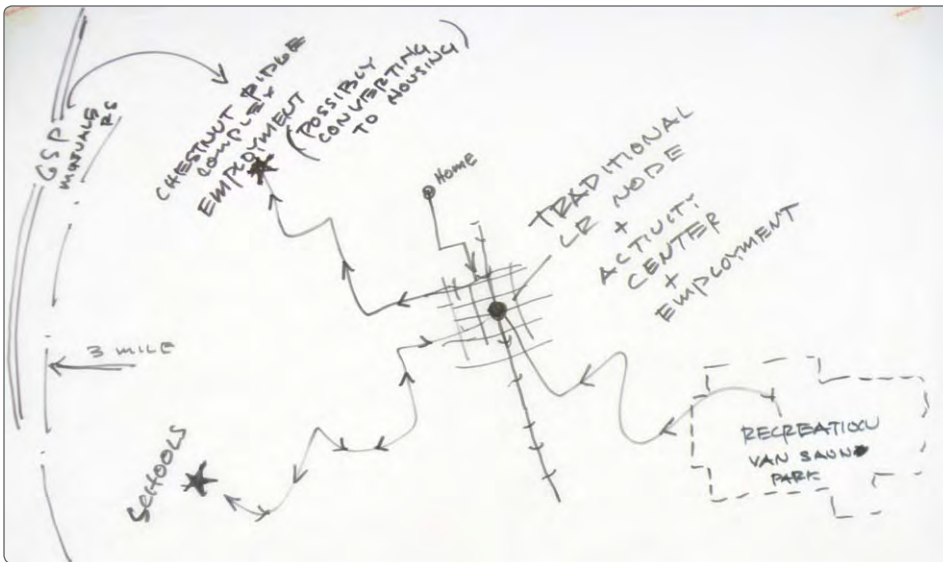 GSP
CHESTNUT RIDGE
COMPLEX
EMPLOYMENT
(POSSIBLY
CONVERTING
TO HOUSING)
HOME
TRADITIONAL
LR NODE
+
ACTIVITY
CENTER
+
EMPLOYMENT
3 MILE
SCHOOLS
RECREATION
VAN SAUN
PARK